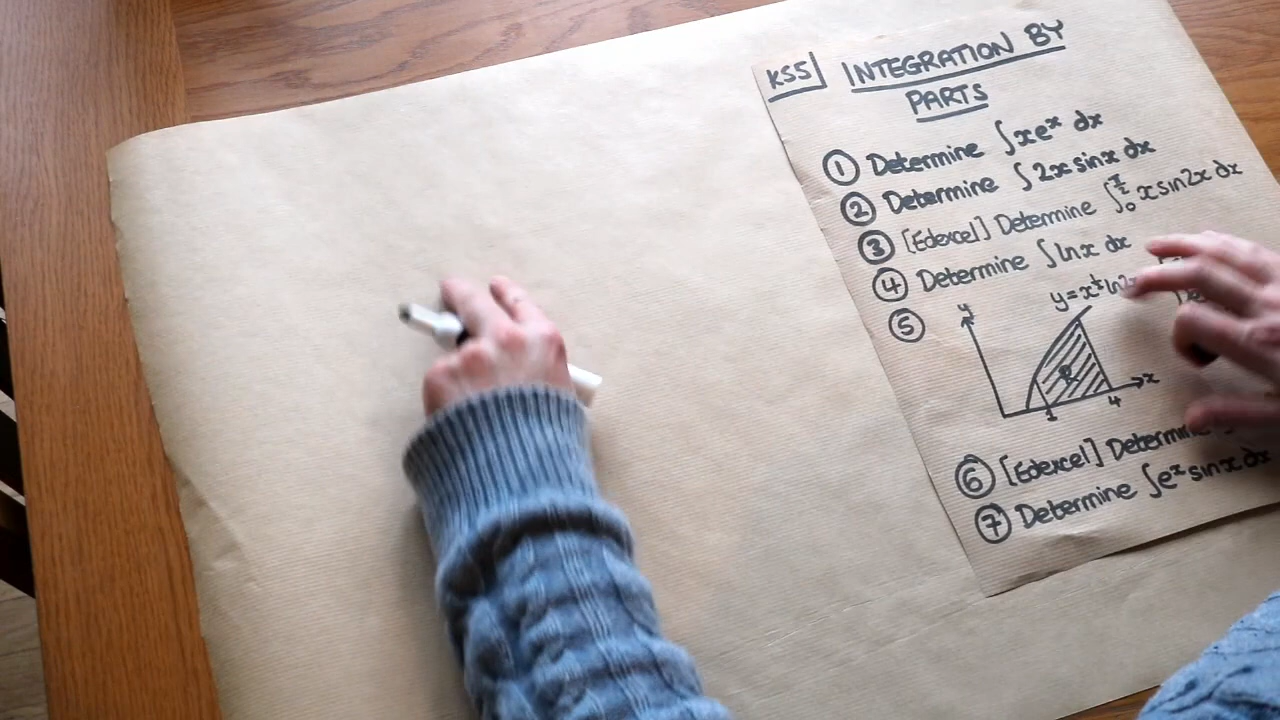 KS5 INTEGRATION BY
PARTS
① Determine ∫xeˣ dx
② Determine ∫2x sinx dx
③ [Edexcel] Determine ∫₀^(π/2) x sin2x dx
④ Determine ∫lnx dx
⑤
y
R
x
1
4
⑥ [Edexcel]
⑦ Determine ∫eˣ sinx dx